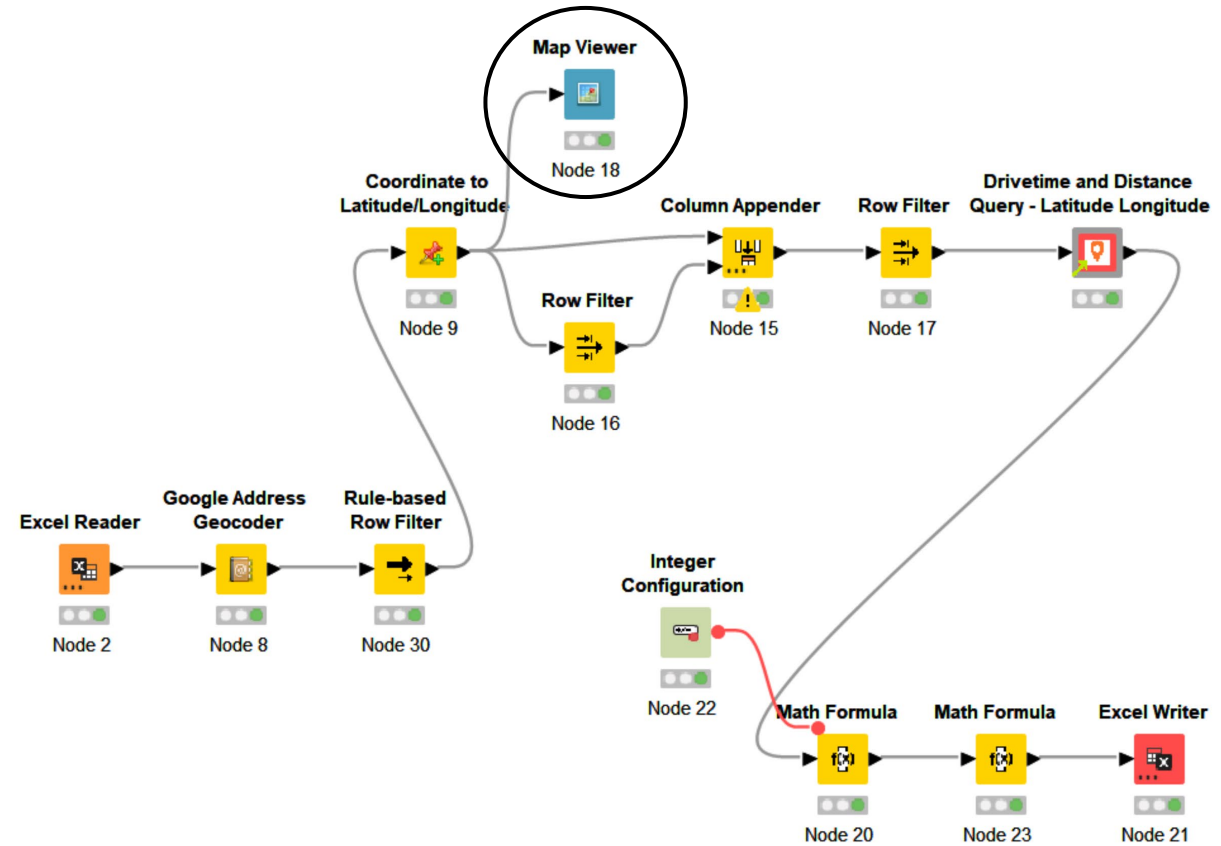 Map Viewer
Node 18
Coordinate to
Latitude/Longitude
Node 9
Row Filter
Node 16
Column Appender
Node 15
Row Filter
Node 17
Drivetime and Distance
Query - Latitude Longitude
Excel Reader
Node 2
Google Address
Geocoder
Node 8
Rule-based
Row Filter
Node 30
Integer
Configuration
Node 22
Math Formula
f(x)
Node 20
Math Formula
f(x)
Node 23
Excel Writer
Node 21